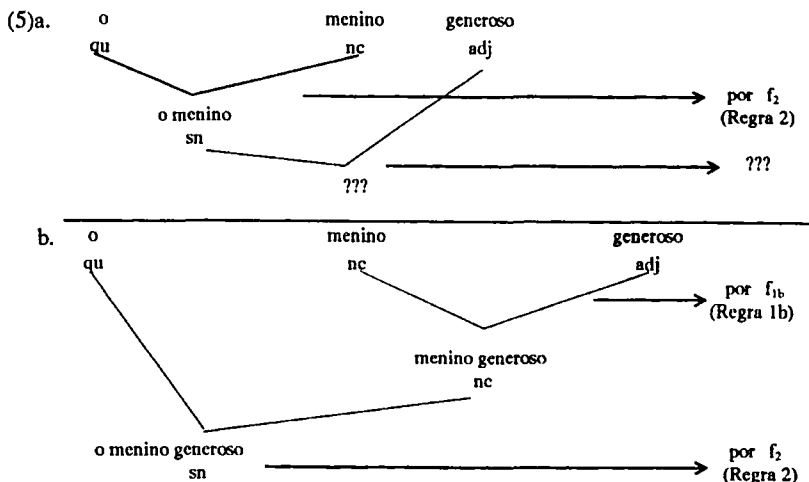 (5)a. o menino generoso
qu nc adj
o menino por f₂
sn (Regra 2)
??? ???
b. o menino generoso
qu nc adj
por f₁b
(Regra 1b)
menino generoso
nc
o menino generoso por f₂
sn (Regra 2)